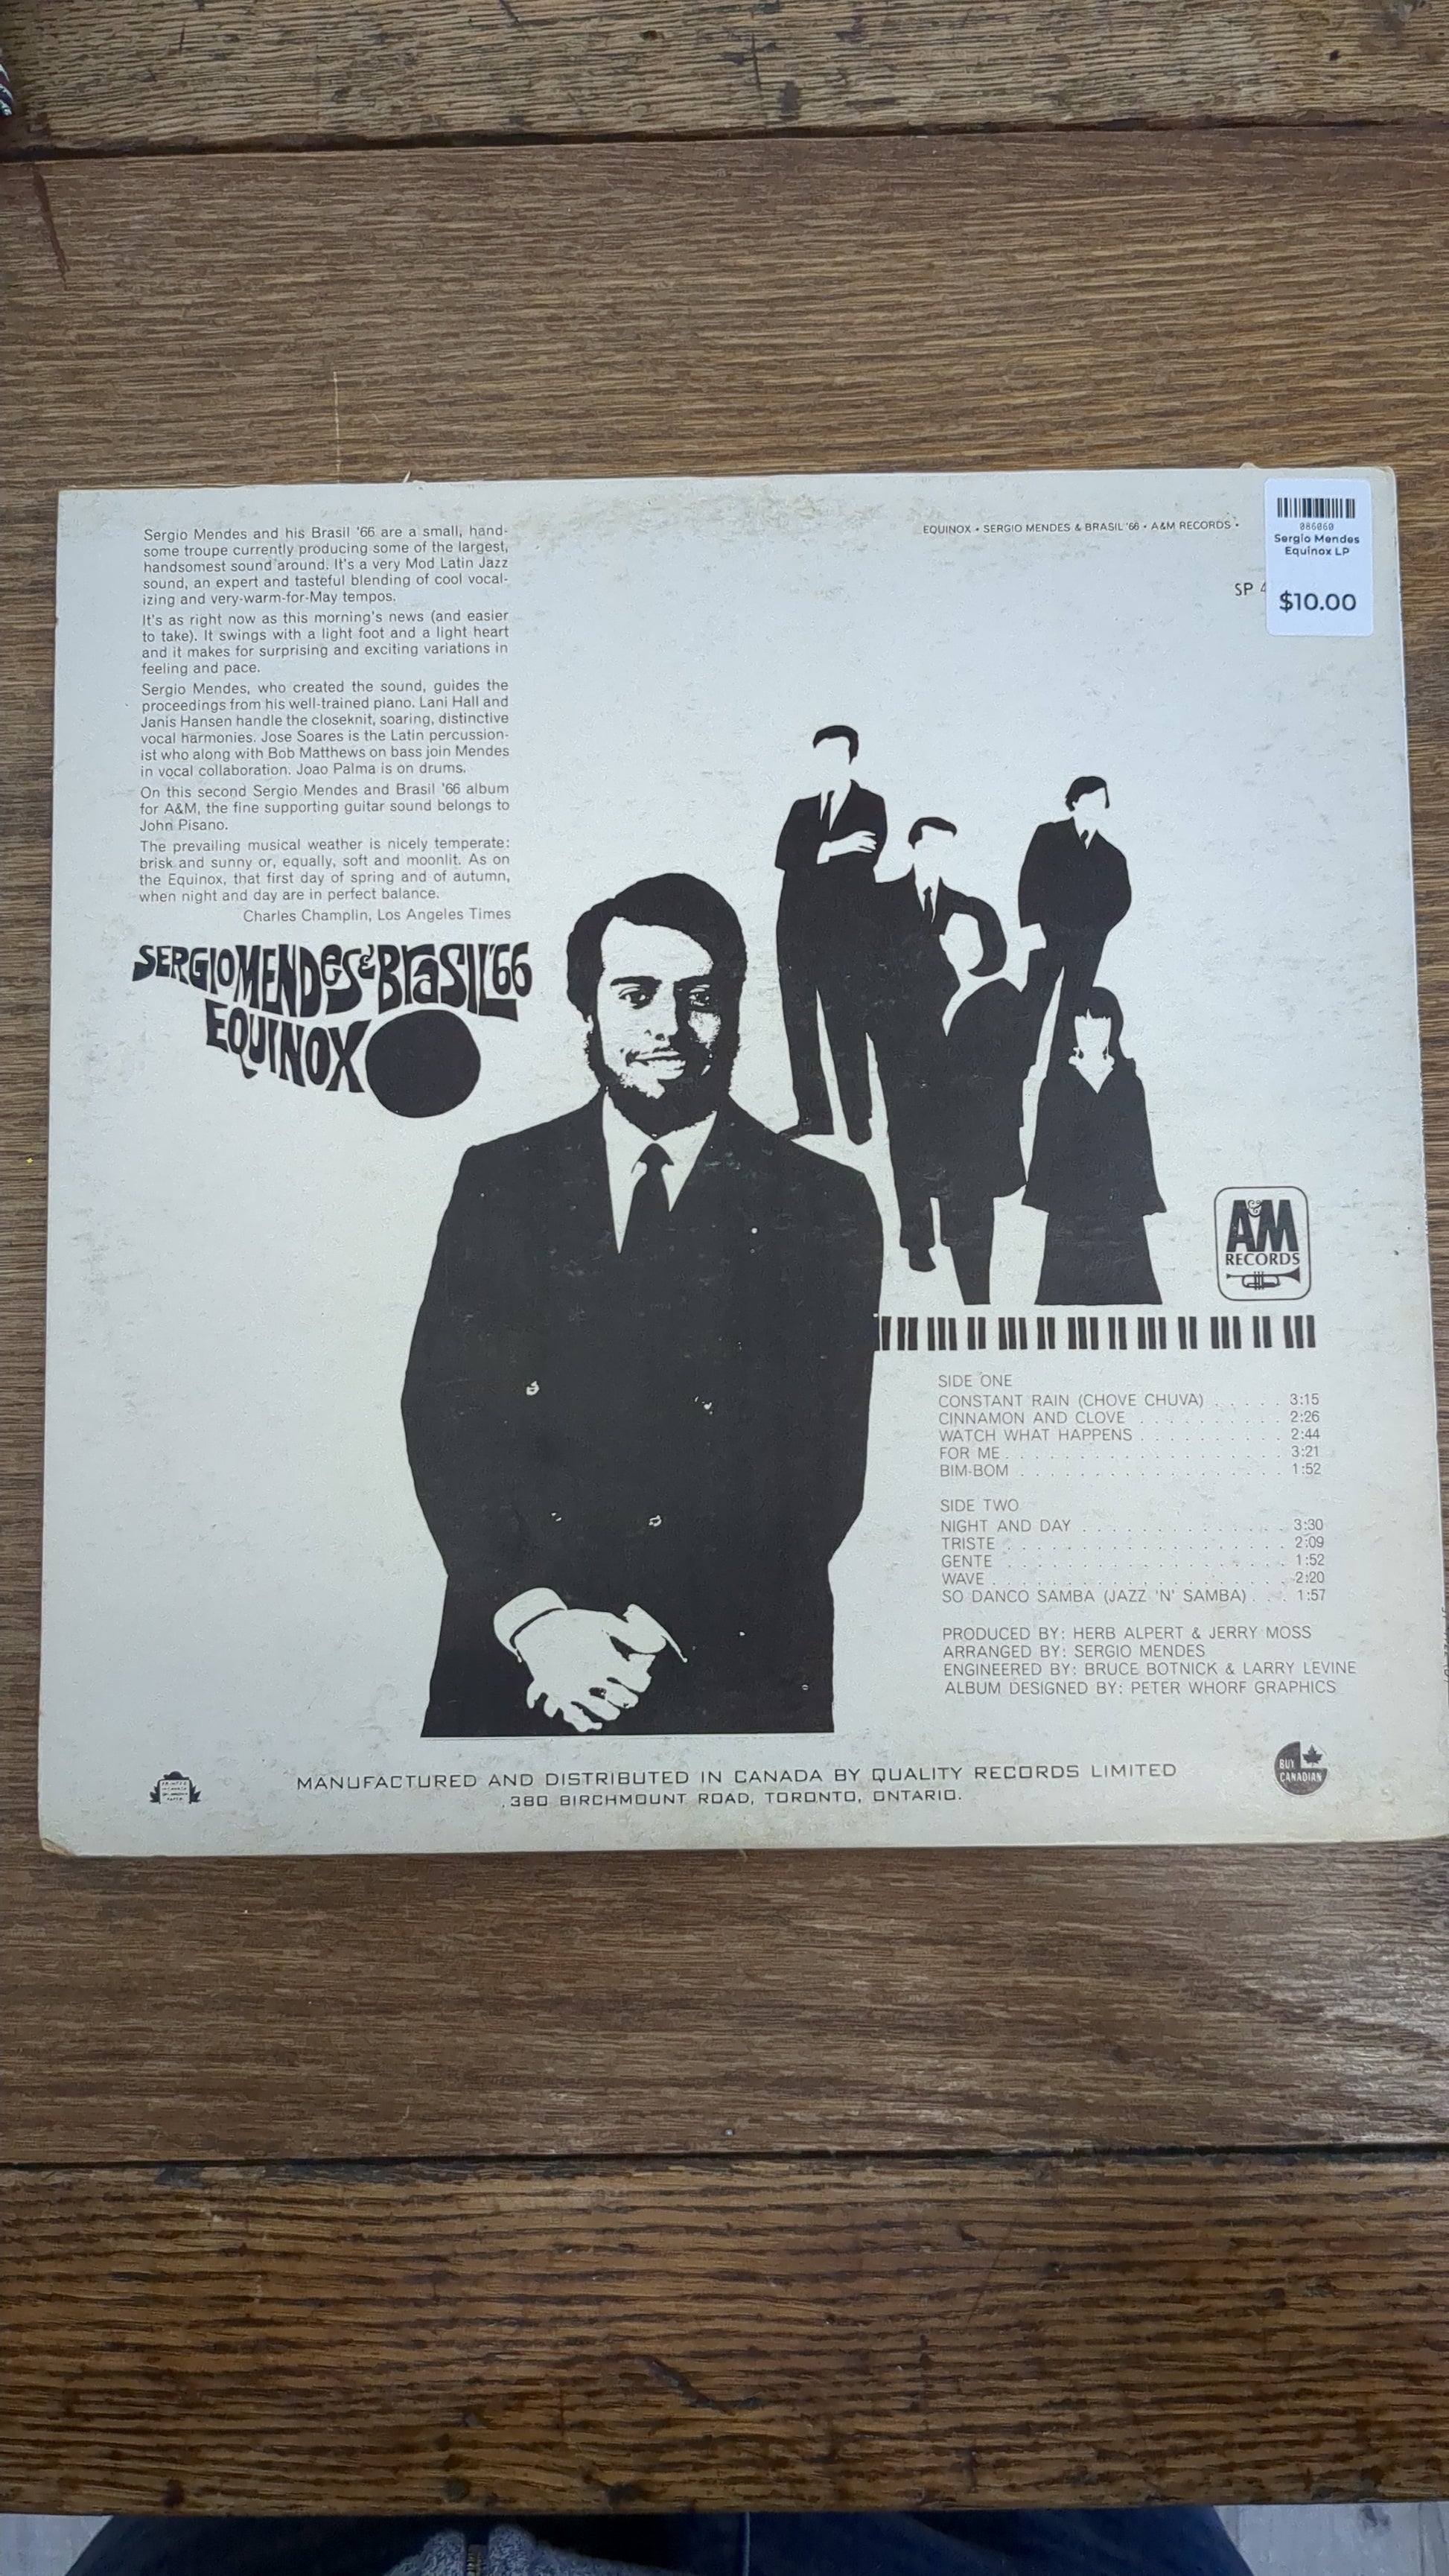 Sergio Mendes and his Brasil '66 are a small, hand-
some troupe currently producing some of the largest,
handsomest sound around. It's a very Mod Latin Jazz
sound, an expert and tasteful blending of cool vocal-
izing and very-warm-for-May tempos.
It's as right now as this morning's news (and easier
to take). It swings with a light foot and a light heart
and it makes for surprising and exciting variations in
feeling and pace.
Sergio Mendes, who created the sound, guides the
proceedings from his well-trained piano. Lani Hall and
Janis Hansen handle the closeknit, soaring, distinctive
vocal harmonies. Jose Soares is the Latin percussion-
ist who along with Bob Matthews on bass join Mendes
in vocal collaboration. Joao Palma is on drums.
On this second Sergio Mendes and Brasil '66 album
for A&M, the fine supporting guitar sound belongs to
John Pisano.
The prevailing musical weather is nicely temperate:
brisk and sunny or, equally, soft and moonlit. As on
the Equinox, that first day of spring and of autumn,
when night and day are in perfect balance.
Charles Champlin, Los Angeles Times
SERGIO MENDES & BRASIL '66
EQUINOX
EQUINOX • SERGIO MENDES & BRASIL '66 • A&M RECORDS •
086060
Sergio Mendes
Equinox LP
$10.00
SP 4
A&M
RECORDS
SIDE ONE
CONSTANT RAIN (CHOVE CHUVA) . . . . . 3:15
CINNAMON AND CLOVE . . . . . . . . . . 2:26
WATCH WHAT HAPPENS . . . . . . . . . . 2:44
FOR ME . . . . . . . . . . . . . . . . . . 3:21
BIM-BOM . . . . . . . . . . . . . . . . . . 1:52
SIDE TWO
NIGHT AND DAY . . . . . . . . . . . . . . 3:30
TRISTE . . . . . . . . . . . . . . . . . . . 2:09
GENTE . . . . . . . . . . . . . . . . . . . 1:52
WAVE . . . . . . . . . . . . . . . . . . . . 2:20
SO DANCO SAMBA (JAZZ 'N' SAMBA) . . . 1:57
PRODUCED BY: HERB ALPERT & JERRY MOSS
ARRANGED BY: SERGIO MENDES
ENGINEERED BY: BRUCE BOTNICK & LARRY LEVINE
ALBUM DESIGNED BY: PETER WHORF GRAPHICS
MANUFACTURED AND DISTRIBUTED IN CANADA BY QUALITY RECORDS LIMITED
380 BIRCHMOUNT ROAD, TORONTO, ONTARIO.
BUY
CANADIAN